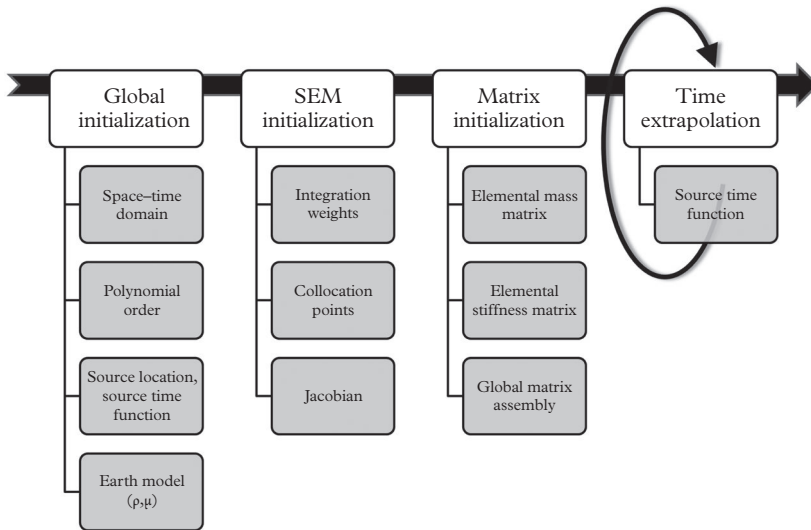 Global
initialization
Space–time
domain
Polynomial
order
Source location,
source time
function
Earth model
(ρ,μ)
SEM
initialization
Integration
weights
Collocation
points
Jacobian
Matrix
initialization
Elemental mass
matrix
Elemental
stiffness matrix
Global matrix
assembly
Time
extrapolation
Source time
function